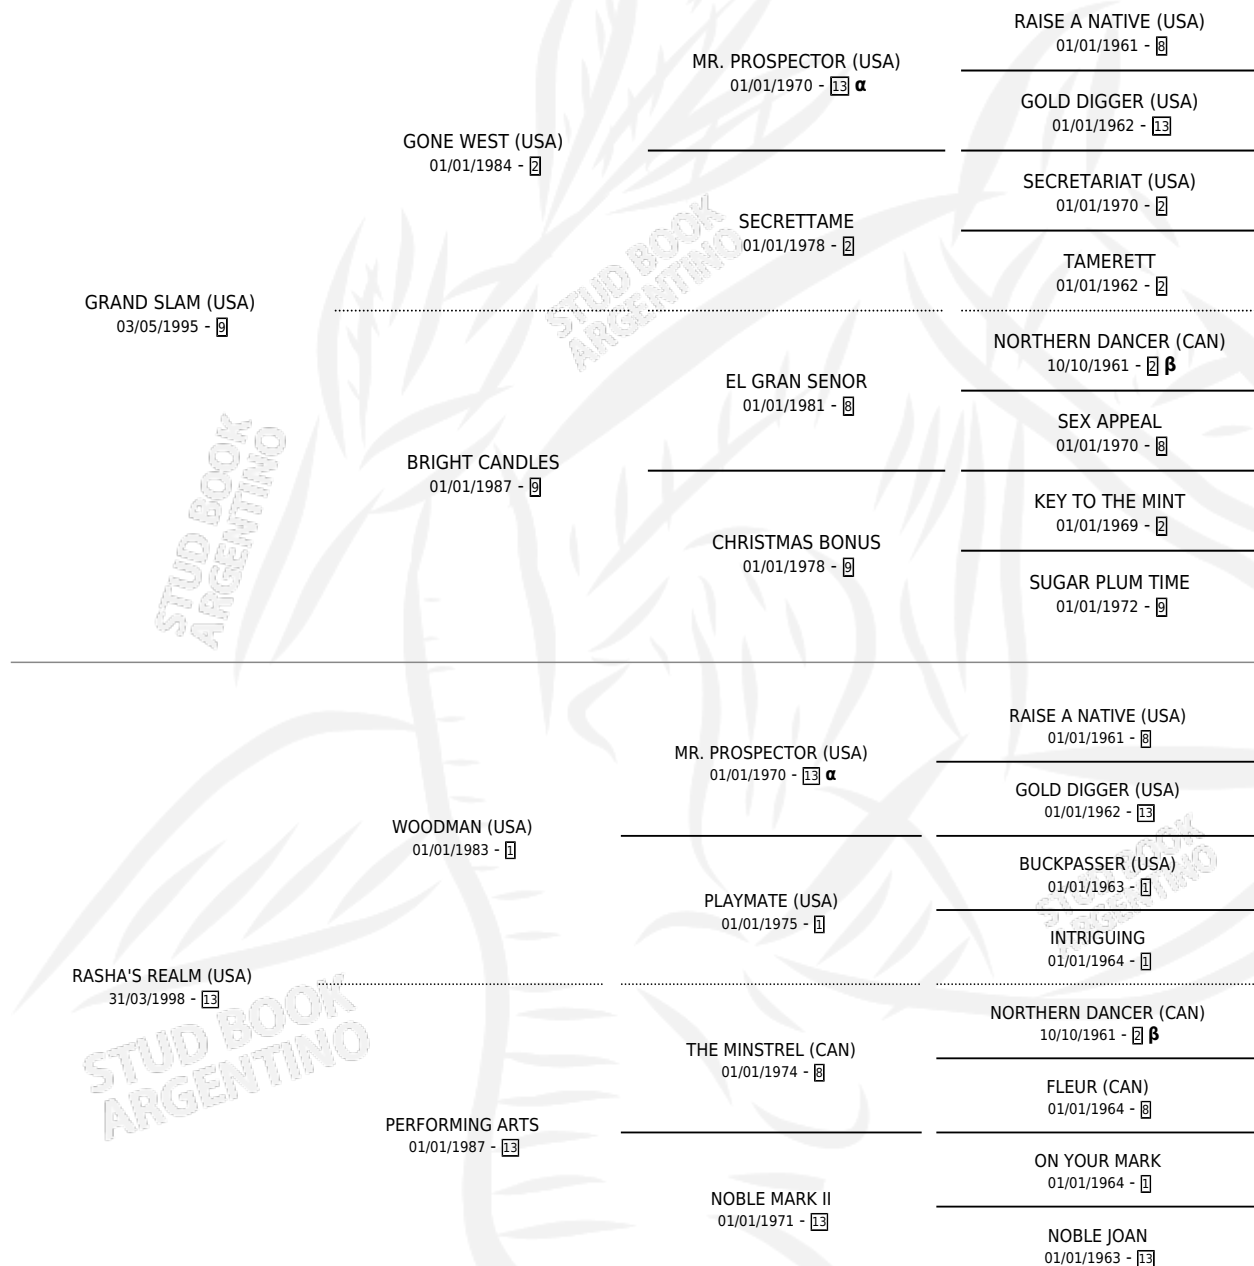 RAISE A NATIVE (USA)
01/01/1961 - 8
MR. PROSPECTOR (USA)
01/01/1970 - 13 α
GOLD DIGGER (USA)
01/01/1962 - 13
GONE WEST (USA)
01/01/1984 - 2
SECRETARIAT (USA)
01/01/1970 - 2
SECRETTAME
01/01/1978 - 2
TAMERETT
01/01/1962 - 2
GRAND SLAM (USA)
03/05/1995 - 9
NORTHERN DANCER (CAN)
10/10/1961 - 2 β
EL GRAN SENOR
01/01/1981 - 8
SEX APPEAL
01/01/1970 - 8
BRIGHT CANDLES
01/01/1987 - 9
KEY TO THE MINT
01/01/1969 - 2
CHRISTMAS BONUS
01/01/1978 - 9
SUGAR PLUM TIME
01/01/1972 - 9
RAISE A NATIVE (USA)
01/01/1961 - 8
MR. PROSPECTOR (USA)
01/01/1970 - 13 α
GOLD DIGGER (USA)
01/01/1962 - 13
WOODMAN (USA)
01/01/1983 - 1
BUCKPASSER (USA)
01/01/1963 - 1
PLAYMATE (USA)
01/01/1975 - 1
INTRIGUING
01/01/1964 - 1
RASHA'S REALM (USA)
31/03/1998 - 13
NORTHERN DANCER (CAN)
10/10/1961 - 2 β
THE MINSTREL (CAN)
01/01/1974 - 8
FLEUR (CAN)
01/01/1964 - 8
PERFORMING ARTS
01/01/1987 - 13
ON YOUR MARK
01/01/1964 - 1
NOBLE MARK II
01/01/1971 - 13
NOBLE JOAN
01/01/1963 - 13
STUD BOOK
ARGENTINO
STUD BOOK
ARGENTINO
STUD BOOK
ARGENTINO
STUD BOOK
ARGENTINO